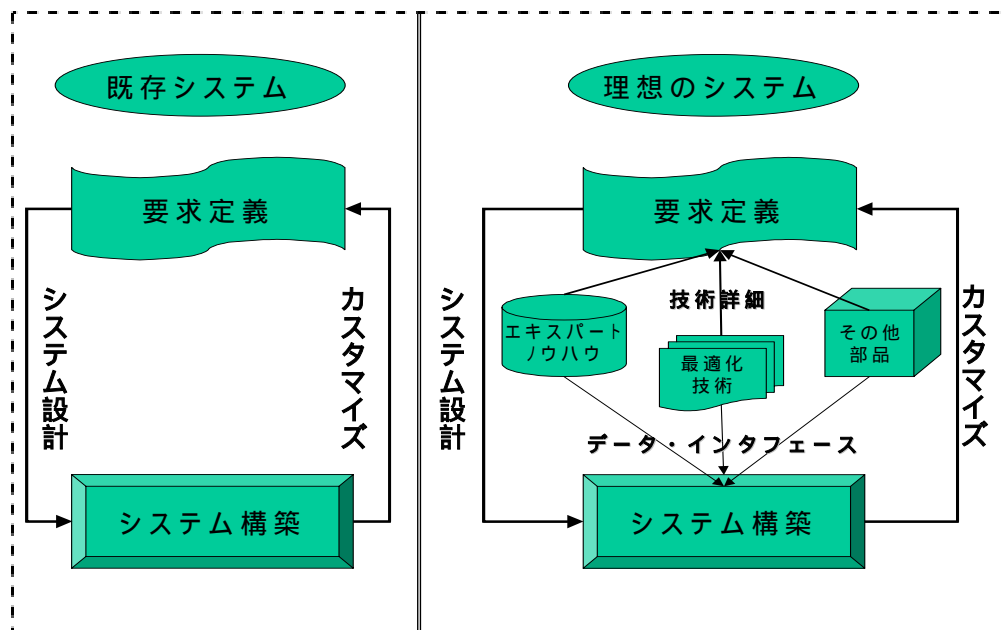 既存システム
要求定義
システム設計
カスタマイズ
システム構築
理想のシステム
要求定義
システム設計
技術詳細
カスタマイズ
エキスパート
ノウハウ
最適化
技術
その他
部品
データ・インタフェース
システム構築